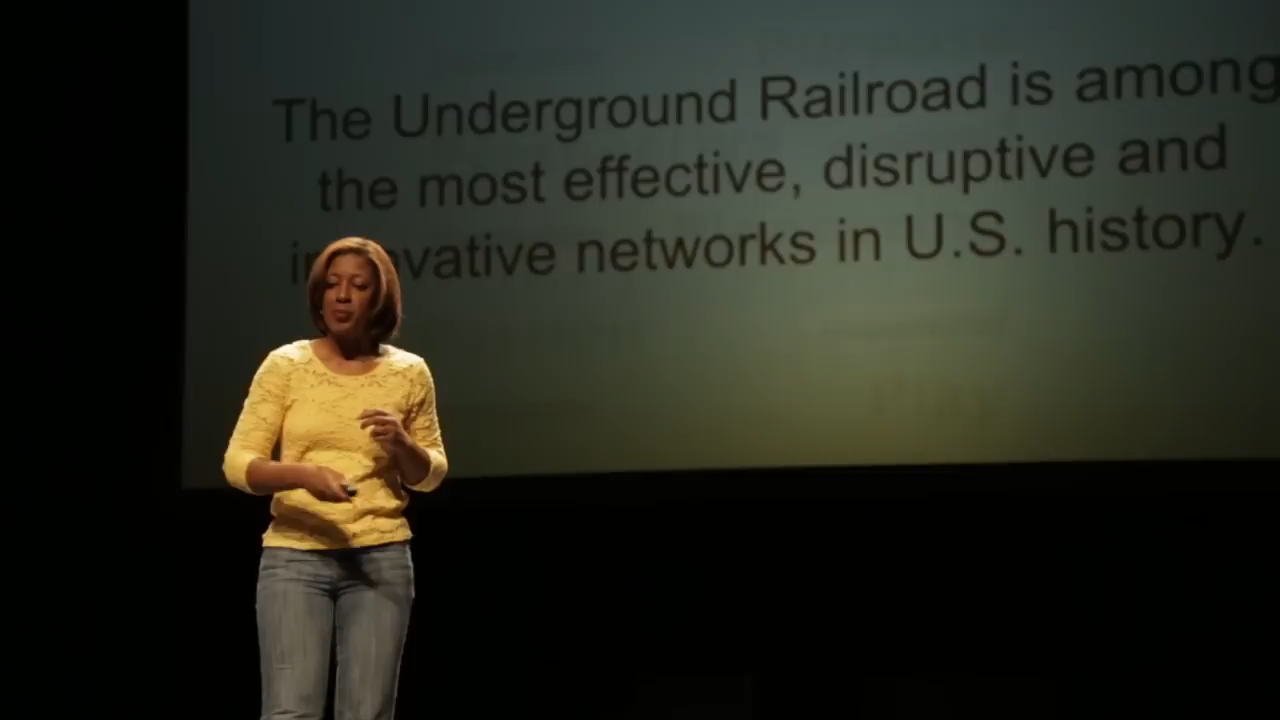 The Underground Railroad is among
the most effective, disruptive and
networks in U.S. history.